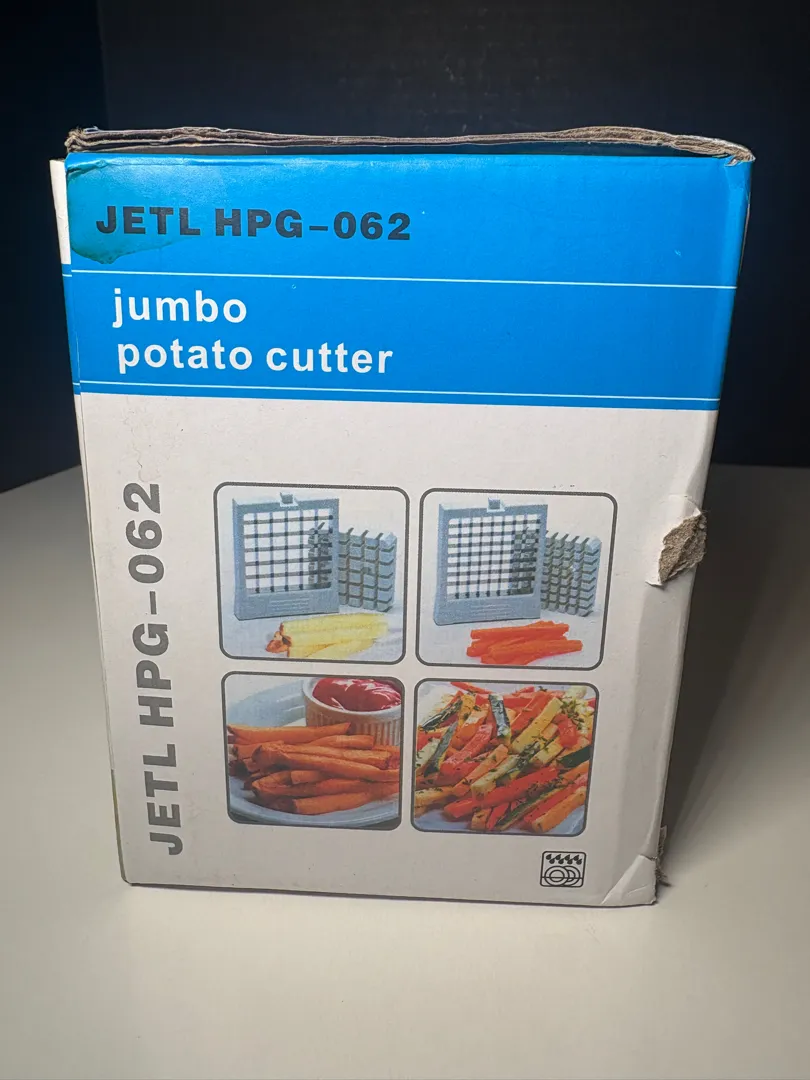 JETL HPG-062
jumbo
potato cutter
JETL HPG-062